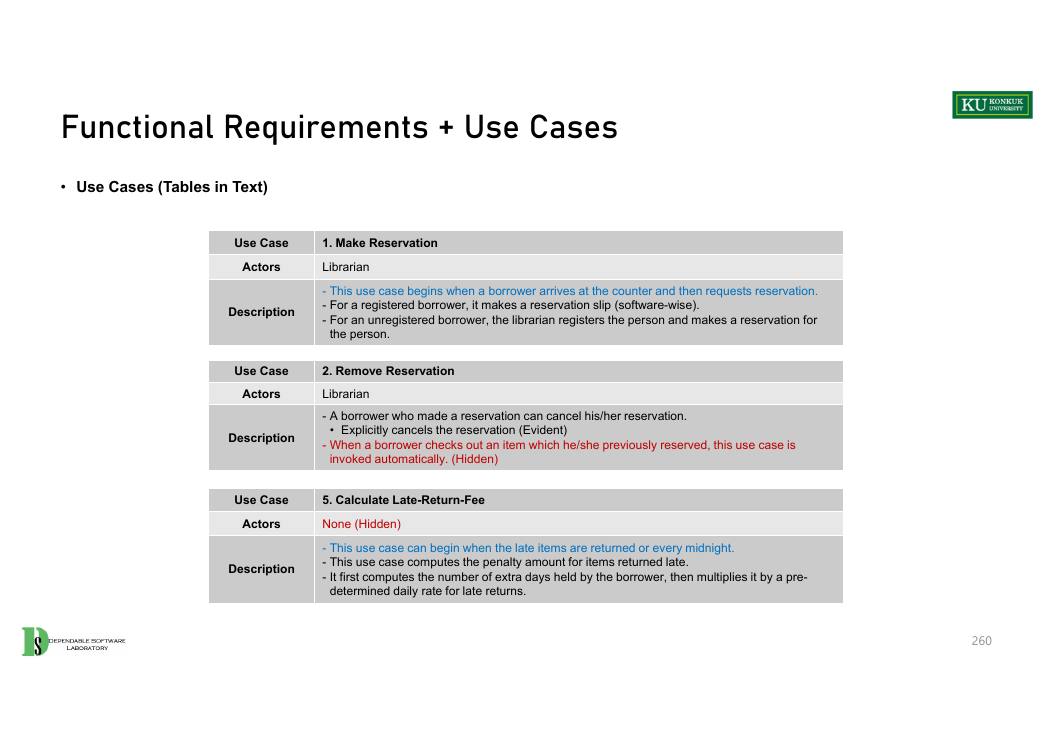 KU KONKUK
UNIVERSITY
Functional Requirements + Use Cases
• Use Cases (Tables in Text)
Use Case 1. Make Reservation
Actors Librarian
Description
- This use case begins when a borrower arrives at the counter and then requests reservation.
- For a registered borrower, it makes a reservation slip (software-wise).
- For an unregistered borrower, the librarian registers the person and makes a reservation for
the person.
Use Case 2. Remove Reservation
Actors Librarian
Description
- A borrower who made a reservation can cancel his/her reservation.
• Explicitly cancels the reservation (Evident)
- When a borrower checks out an item which he/she previously reserved, this use case is
invoked automatically. (Hidden)
Use Case 5. Calculate Late-Return-Fee
Actors None (Hidden)
Description
- This use case can begin when the late items are returned or every midnight.
- This use case computes the penalty amount for items returned late.
- It first computes the number of extra days held by the borrower, then multiplies it by a pre-
determined daily rate for late returns.
DS DEPENDABLE SOFTWARE
LABORATORY
260